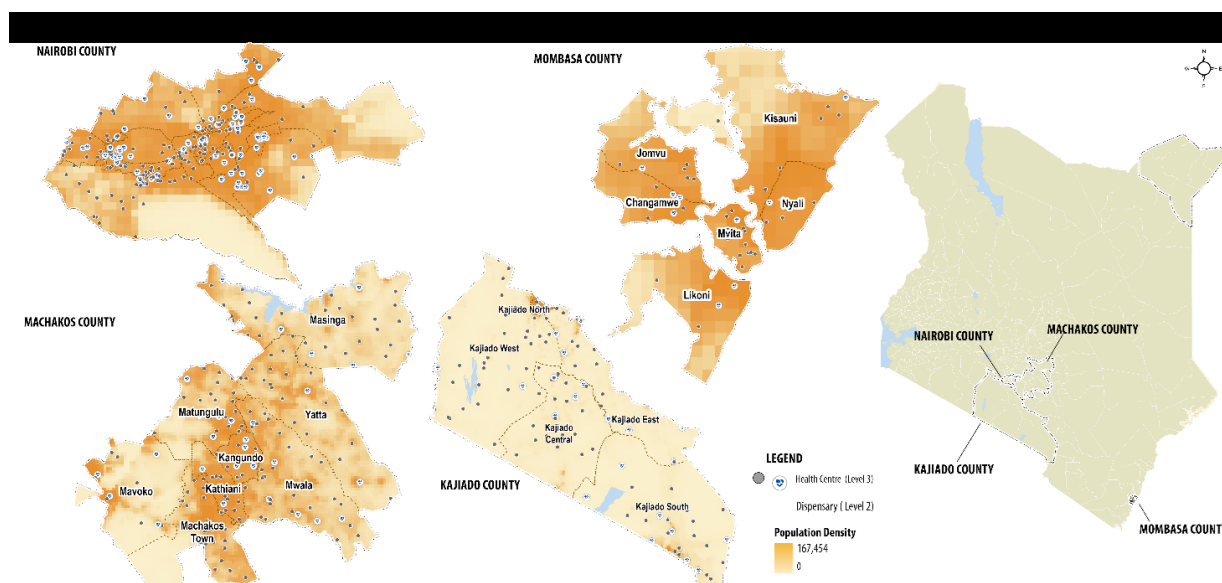 NAIROBI COUNTY
MOMBASA COUNTY
N
E
Kisauni
Jomvu
Changamwe
Nyali
Mvita
Likoni
MACHAKOS COUNTY
Masinga
Matungulu
Yatta
Kangundo
Mavoko
Kathiani
Mwala
Machakos
Town
Kajiado North
Kajiado West
Kajiado East
Kajiado
Central
Kajiado South
KAJIADO COUNTY
LEGEND
Health Centre (Level 3)
Dispensary ( Level 2)
Population Density
167,454
0
NAIROBI COUNTY
MACHAKOS COUNTY
KAJIADO COUNTY
MOMBASA COUNT